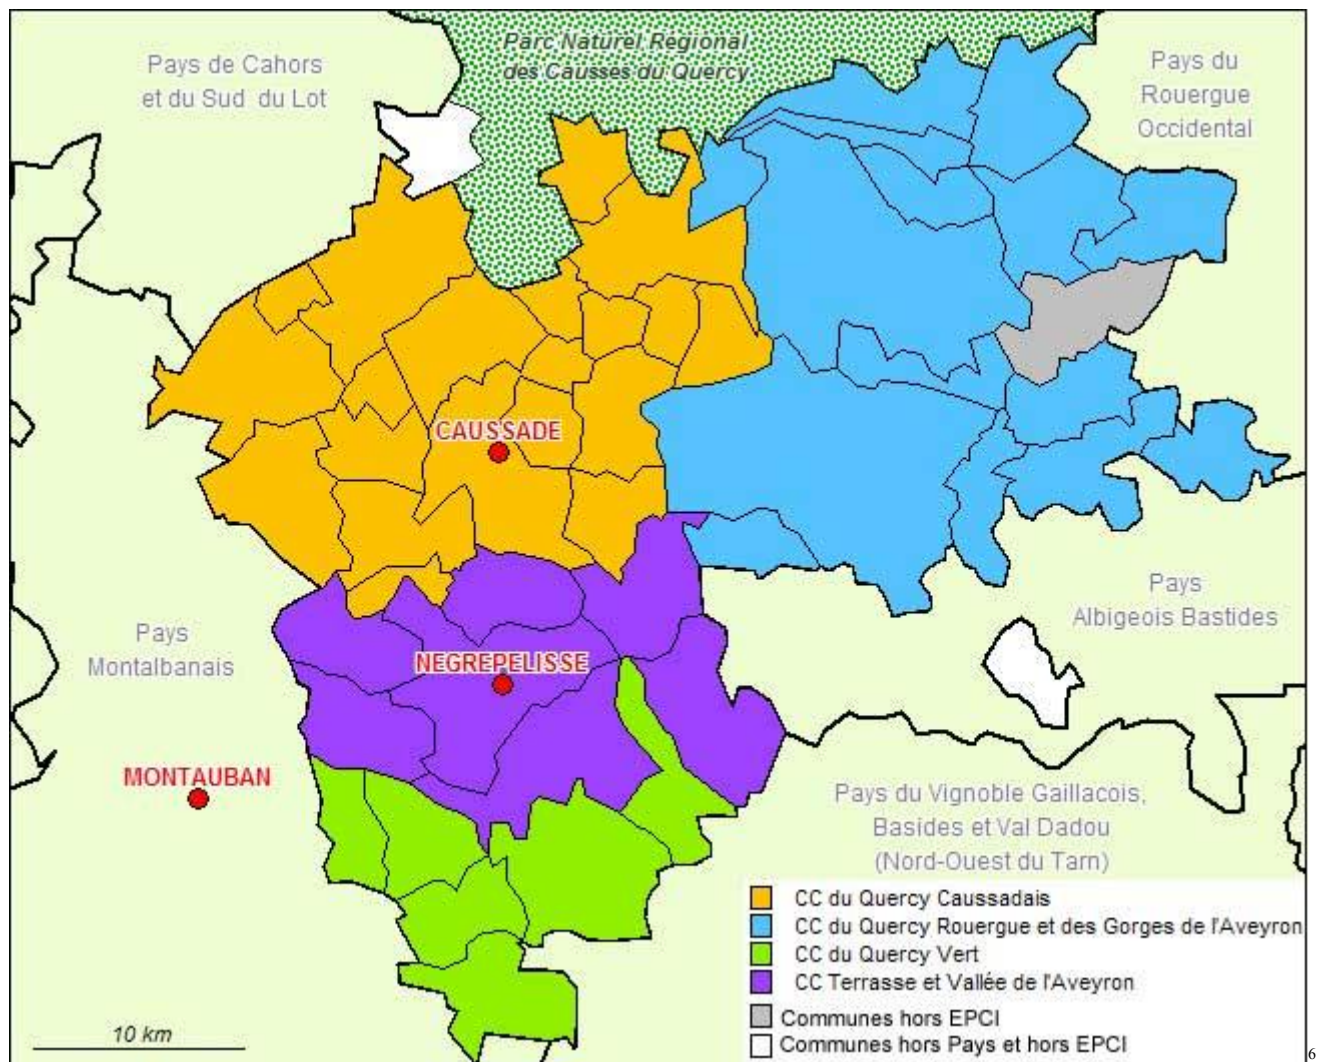 Parc Naturel Régional
des Causses du Quercy
Pays de Cahors
et du Sud du Lot
Pays du
Rouergue
Occidental
CAUSSADE
Pays
Albigeois Bastides
Pays
Montalbanais
NEGREPELISSE
MONTAUBAN
Pays du Vignoble Gaillacois,
Basides et Val Dadou
(Nord-Ouest du Tarn)
CC du Quercy Caussadais
CC du Quercy Rouergue et des Gorges de l'Aveyron
CC du Quercy Vert
CC Terrasse et Vallée de l'Aveyron
Communes hors EPCI
Communes hors Pays et hors EPCI
10 km
6